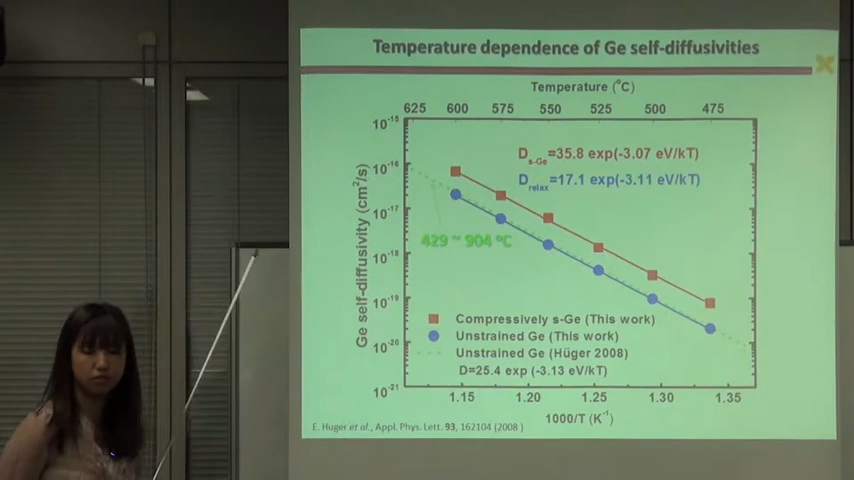 Temperature dependence of Ge self-diffusivities
Temperature (°C)
625 600 575 550 525 500 475
10⁻¹⁵
10⁻¹⁶
10⁻¹⁷
10⁻¹⁸
10⁻¹⁹
10⁻²⁰
10⁻²¹
Ge self-diffusivity (cm²/s)
D_s-Ge=35.8 exp(-3.07 eV/kT)
D_relax=17.1 exp(-3.11 eV/kT)
429 ~ 904 °C
Compressively s-Ge (This work)
Unstrained Ge (This work)
Unstrained Ge (Hüger 2008)
D=25.4 exp (-3.13 eV/kT)
1.15 1.20 1.25 1.30 1.35
1000/T (K⁻¹)
E. Huger et al., Appl. Phys. Lett. 93, 162104 (2008)